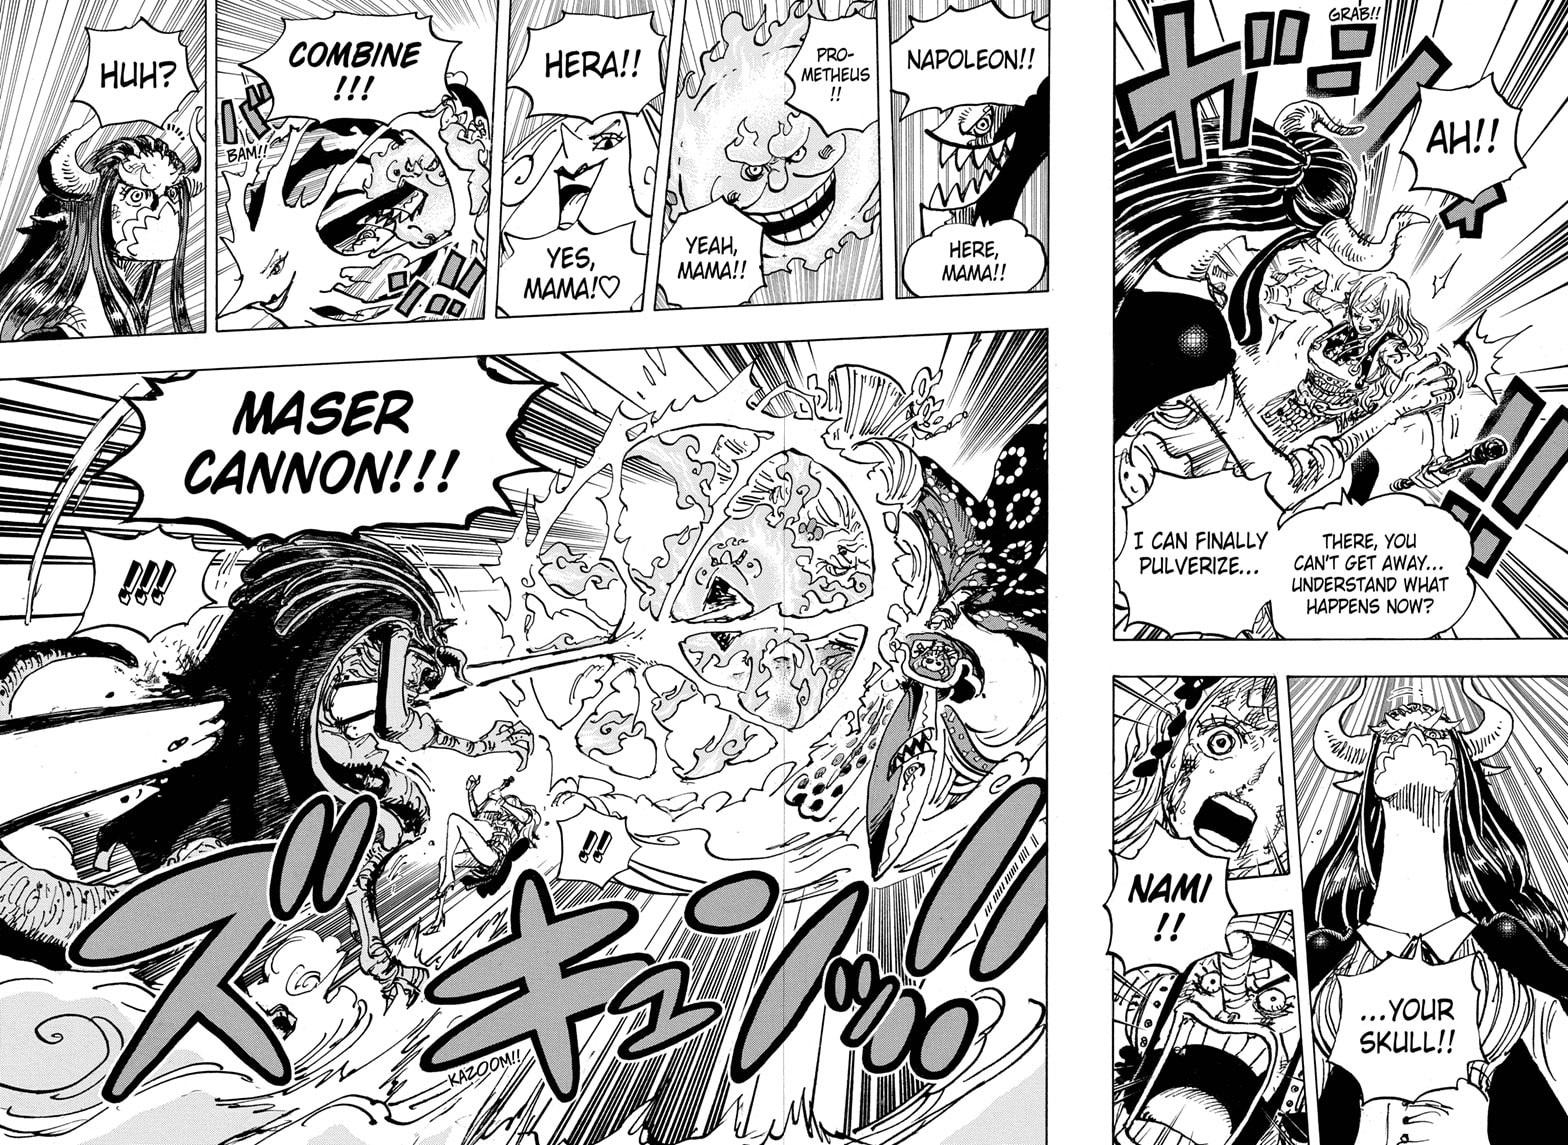 GRAB!!
ガシィ!!
AH!!
THERE, YOU
CAN'T GET AWAY...
UNDERSTAND WHAT
HAPPENS NOW?
I CAN FINALLY
PULVERIZE...
...YOUR
SKULL!!
NAMI
!!
NAPOLEON!!
HERE,
MAMA!!
PRO-
METHEUS
!!
YEAH,
MAMA!!
HERA!!
YES,
MAMA!♡
COMBINE
!!!
BAM!!
HUH?
MASER
CANNON!!!
!!!
!!
ズキュンッ!!
KAZOOM!!